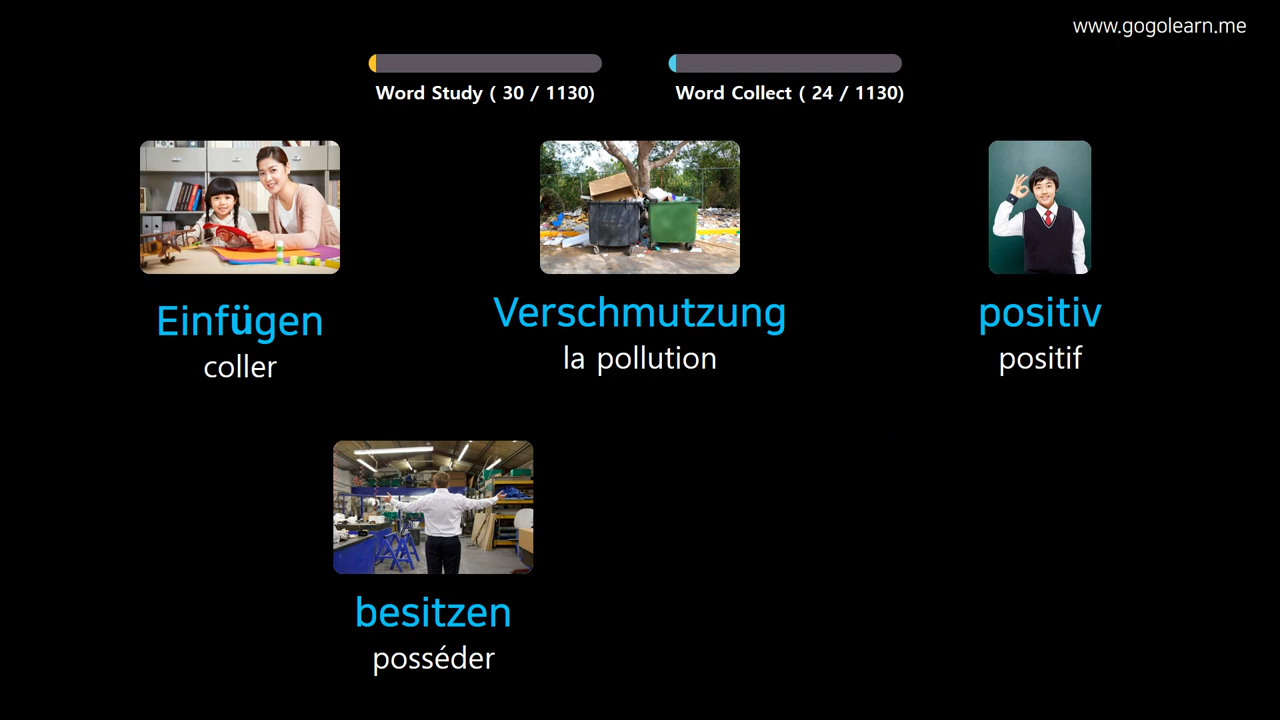 www.gogolearn.me
Word Study ( 30 / 1130)
Word Collect ( 24 / 1130)
Einfügen
coller
Verschmutzung
la pollution
positiv
positif
besitzen
posséder